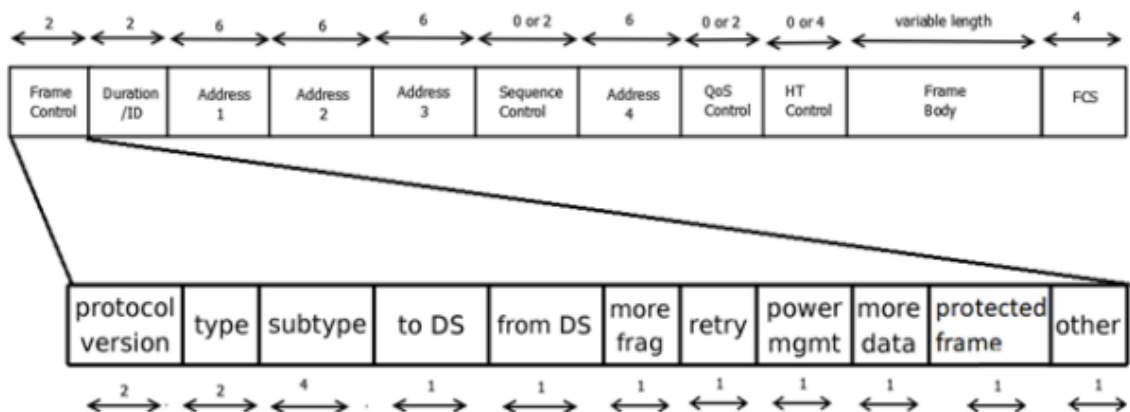 2 2 6 6 6 0 or 2 6 0 or 2 0 or 4 variable length 4
Frame Control Duration /ID Address 1 Address 2 Address 3 Sequence Control Address 4 QoS Control HT Control Frame Body FCS
protocol version type subtype to DS from DS more frag retry power mgmt more data protected frame other
2 2 4 1 1 1 1 1 1 1 1